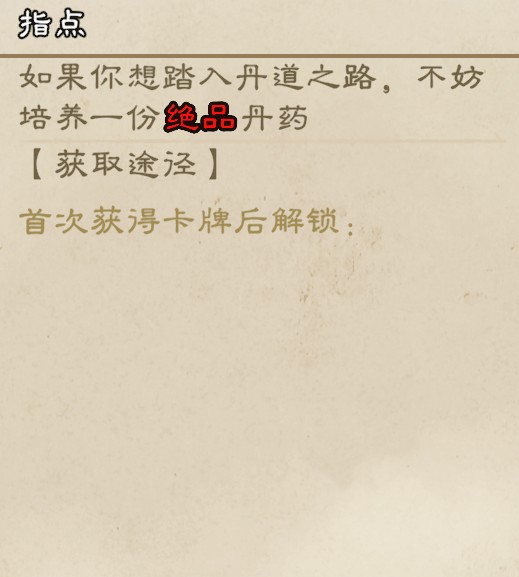 指点
如果你想踏入丹道之路，不妨
培养一份绝品丹药
【获取途径】
首次获得卡牌后解锁：